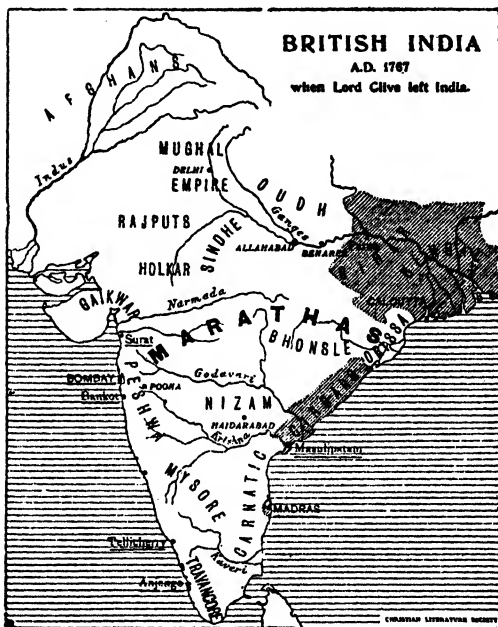 BRITISH INDIA
A.D. 1767
when Lord Clive left India.
AFGHANS
Indus
MUGHAL
DELHI
EMPIRE
OUDH
Ganges
RAJPUTS
SINDHE
HOLKAR
ALLAHABAD
BENARES
CALCUTTA
GAIKWAR
Narmada
MARATHAS
BHONSLE
ORISSA
Surat
PESHWA
Godavari
BOMBAY
POONA
Bankot
NIZAM
HAIDARABAD
Krishna
Masulipatam
MYSORE
CARNATIC
MADRAS
Tellicherry
Kaveri
Anjengo
TRAVANCORE
CHRISTIAN LITERATURE SOCIETY